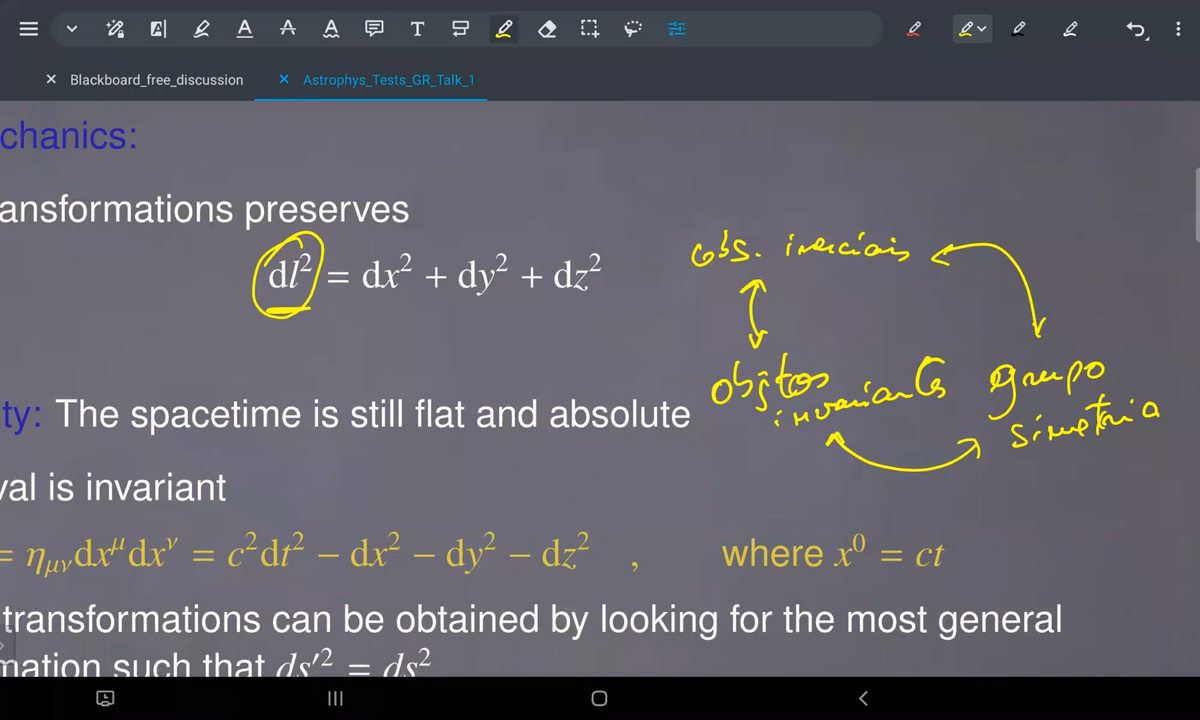 Blackboard_free_discussion
Astrophys_Tests_GR_Talk_1
chanics:
ansformations preserves
dl² = dx² + dy² + dz²
obs. inerciais
objtos
invariantes
grupo
simetria
ty: The spacetime is still flat and absolute
val is invariant
= ημνdxμdxν = c²dt² − dx² − dy² − dz² , where x⁰ = ct
transformations can be obtained by looking for the most general
mation such that ds′² = ds²